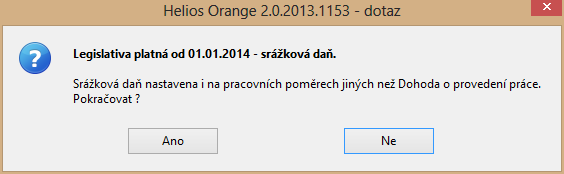 Helios Orange 2.0.2013.1153 - dotaz
Legislativa platná od 01.01.2014 - srážková daň.
Srážková daň nastavena i na pracovních poměrech jiných než Dohoda o provedení práce.
Pokračovat ?
Ano
Ne